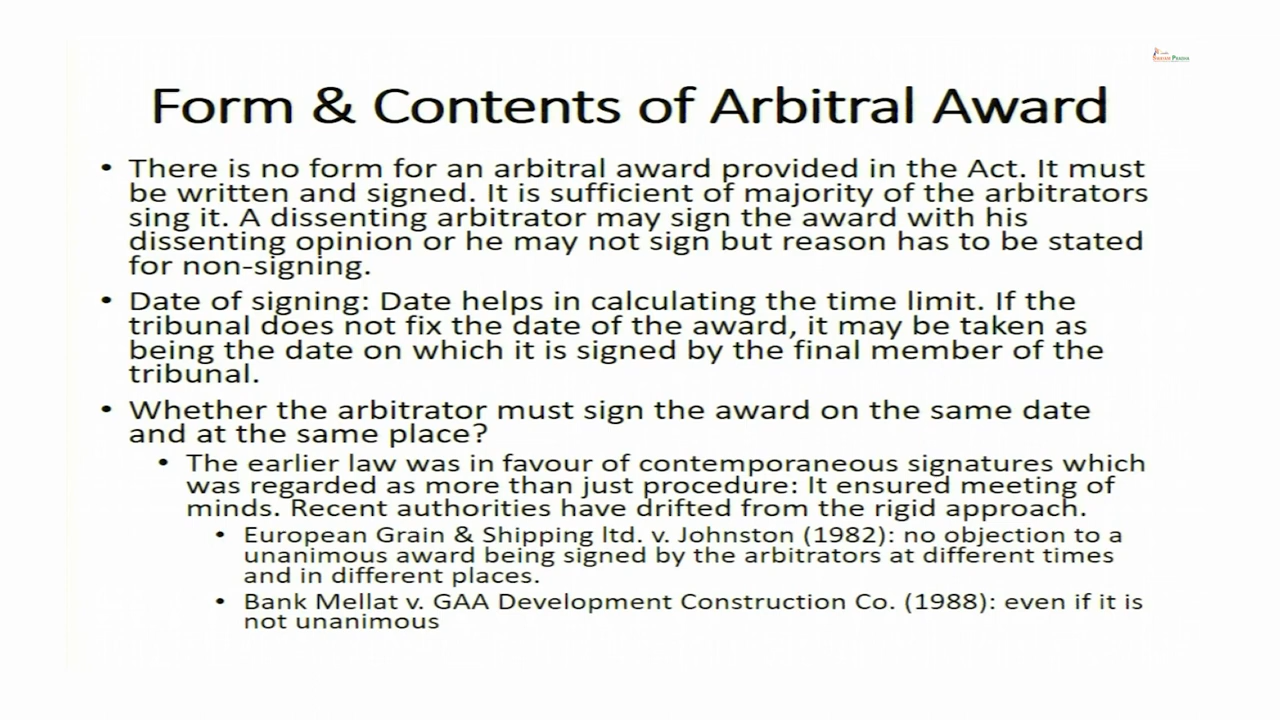 Form & Contents of Arbitral Award
• There is no form for an arbitral award provided in the Act. It must
be written and signed. It is sufficient of majority of the arbitrators
sing it. A dissenting arbitrator may sign the award with his
dissenting opinion or he may not sign but reason has to be stated
for non-signing.
• Date of signing: Date helps in calculating the time limit. If the
tribunal does not fix the date of the award, it may be taken as
being the date on which it is signed by the final member of the
tribunal.
• Whether the arbitrator must sign the award on the same date
and at the same place?
• The earlier law was in favour of contemporaneous signatures which
was regarded as more than just procedure: It ensured meeting of
minds. Recent authorities have drifted from the rigid approach.
• European Grain & Shipping ltd. v. Johnston (1982): no objection to a
unanimous award being signed by the arbitrators at different times
and in different places.
• Bank Mellat v. GAA Development Construction Co. (1988): even if it is
not unanimous